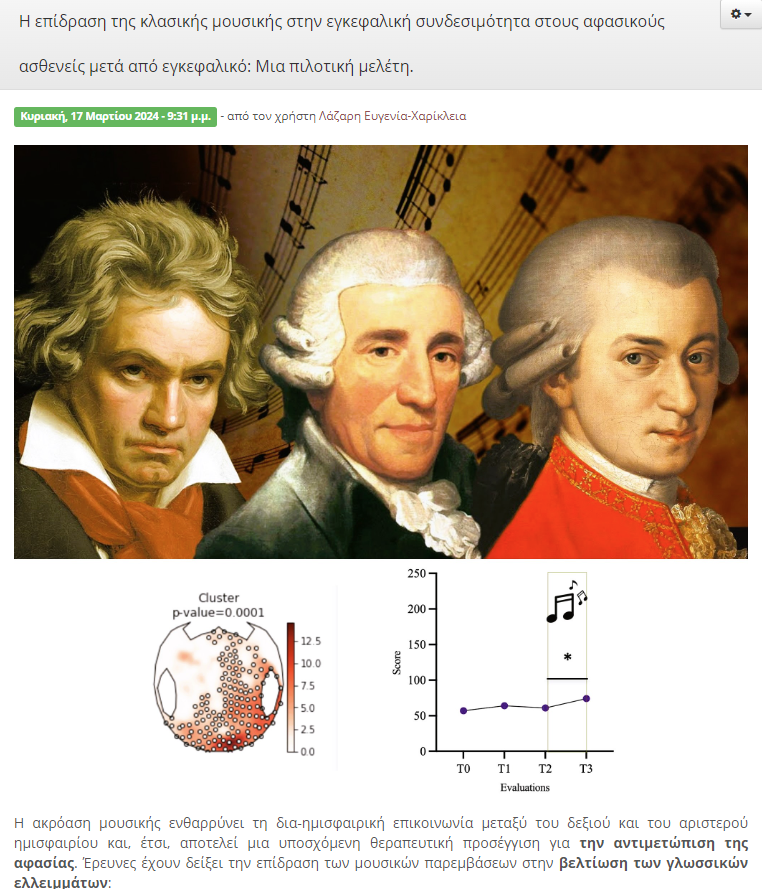 Η επίδραση της κλασικής μουσικής στην εγκεφαλική συνδεσιμότητα στους αφασικούς
ασθενείς μετά από εγκεφαλικό: Μια πιλοτική μελέτη.
Κυριακή, 17 Μαρτίου 2024 - 9:31 μ.μ. - από τον χρήστη Λάζαρη Ευγενία-Χαρίκλεια
Cluster
p-value=0.0001
12.5
10.0
7.5
5.0
2.5
0.0
250
200
150
100
50
0
Score
*
T0 T1 T2 T3
Evaluations
Η ακρόαση μουσικής ενθαρρύνει τη δια-ημισφαιρική επικοινωνία μεταξύ του δεξιού και του αριστερού
ημισφαιρίου και, έτσι, αποτελεί μια υποσχόμενη θεραπευτική προσέγγιση για την αντιμετώπιση της
αφασίας. Έρευνες έχουν δείξει την επίδραση των μουσικών παρεμβάσεων στην βελτίωση των γλωσσικών
ελλειμμάτων: